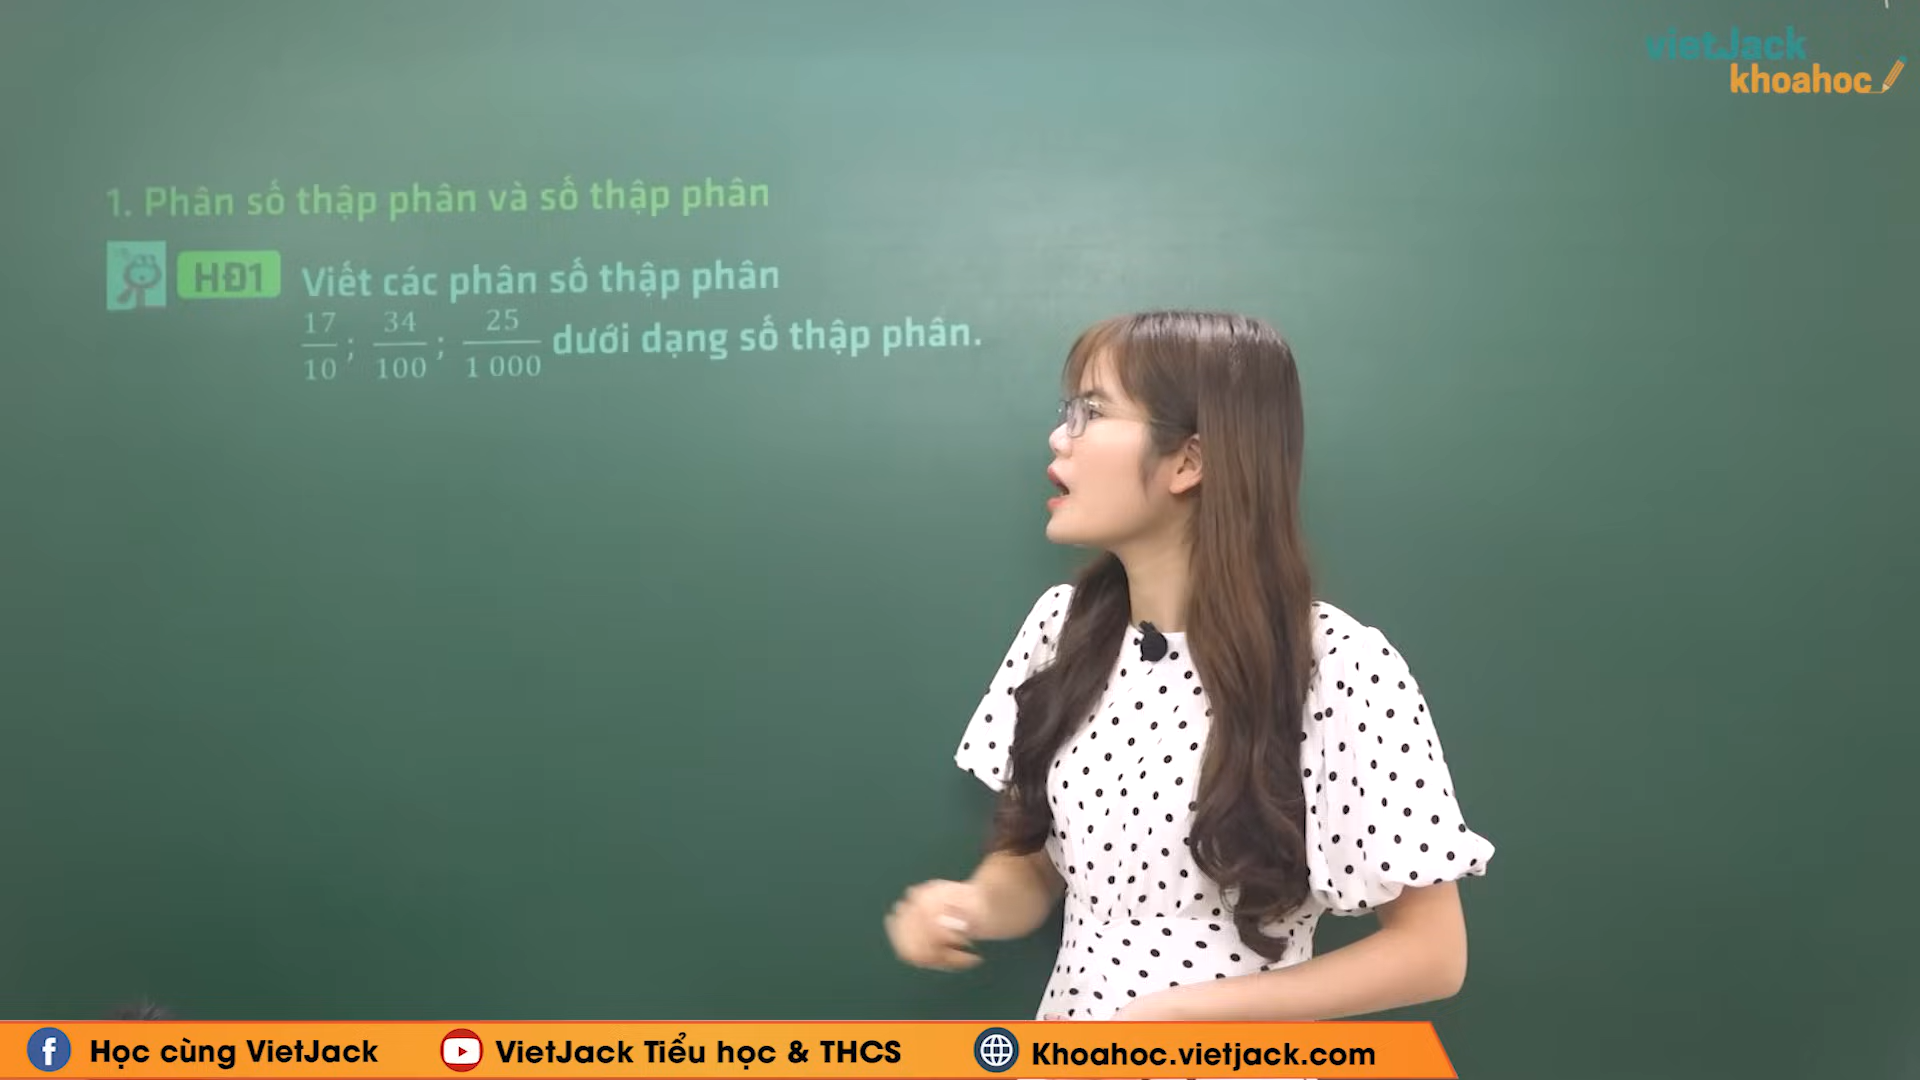 vietJack
khoahoc
1. Phân số thập phân và số thập phân
HĐ1 Viết các phân số thập phân
17/10; 34/100; 25/1 000 dưới dạng số thập phân.
Học cùng VietJack
VietJack Tiểu học & THCS
Khoahoc.vietjack.com